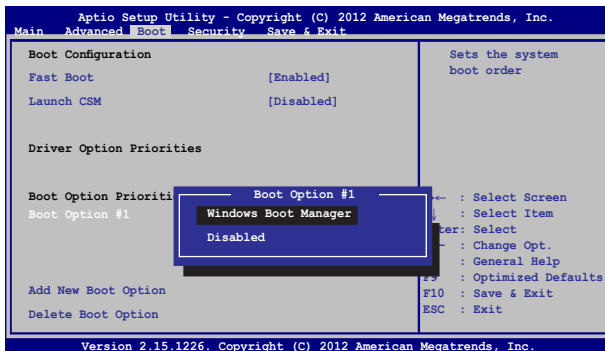 Aptio Setup Utility - Copyright (C) 2012 American Megatrends, Inc.
Main Advanced Boot Security Save & Exit
Boot Configuration
Fast Boot [Enabled]
Launch CSM [Disabled]
Driver Option Priorities
Boot Option Prioriti
Boot Option #1
Add New Boot Option
Delete Boot Option
Boot Option #1
Windows Boot Manager
Disabled
Sets the system
boot order
←  : Select Screen
: Select Item
ter: Select
: Change Opt.
: General Help
F9 : Optimized Defaults
F10 : Save & Exit
ESC : Exit
Version 2.15.1226. Copyright (C) 2012 American Megatrends, Inc.